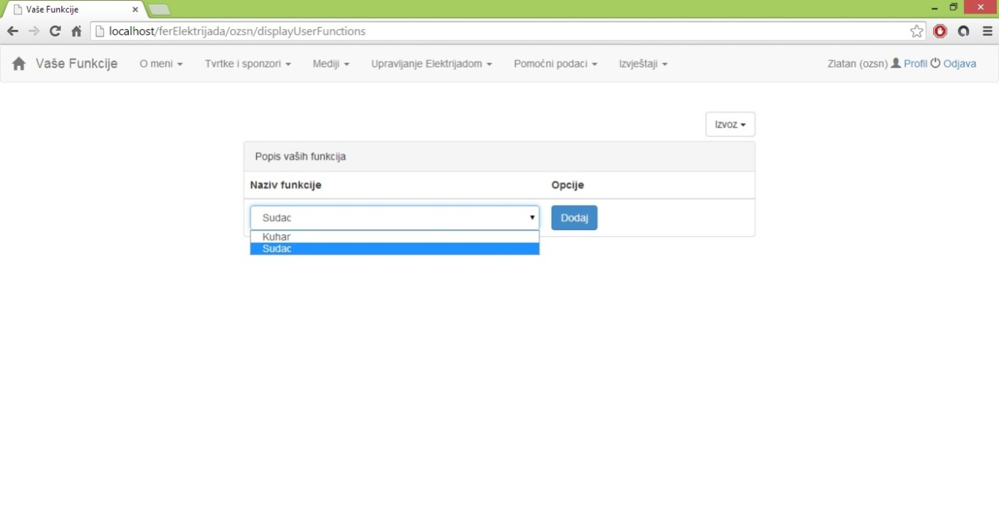 Vaše Funkcije
localhost/ferElektrijada/ozsn/displayUserFunctions
Vaše Funkcije O meni Tvrtke i sponzori Mediji Upravljanje Elektrijadom Pomoćni podaci Izvještaji Zlatan (ozsn) Profil Odjava
Izvoz
Popis vaših funkcija
Naziv funkcije Opcije
Sudac Dodaj
Kuhar
Sudac